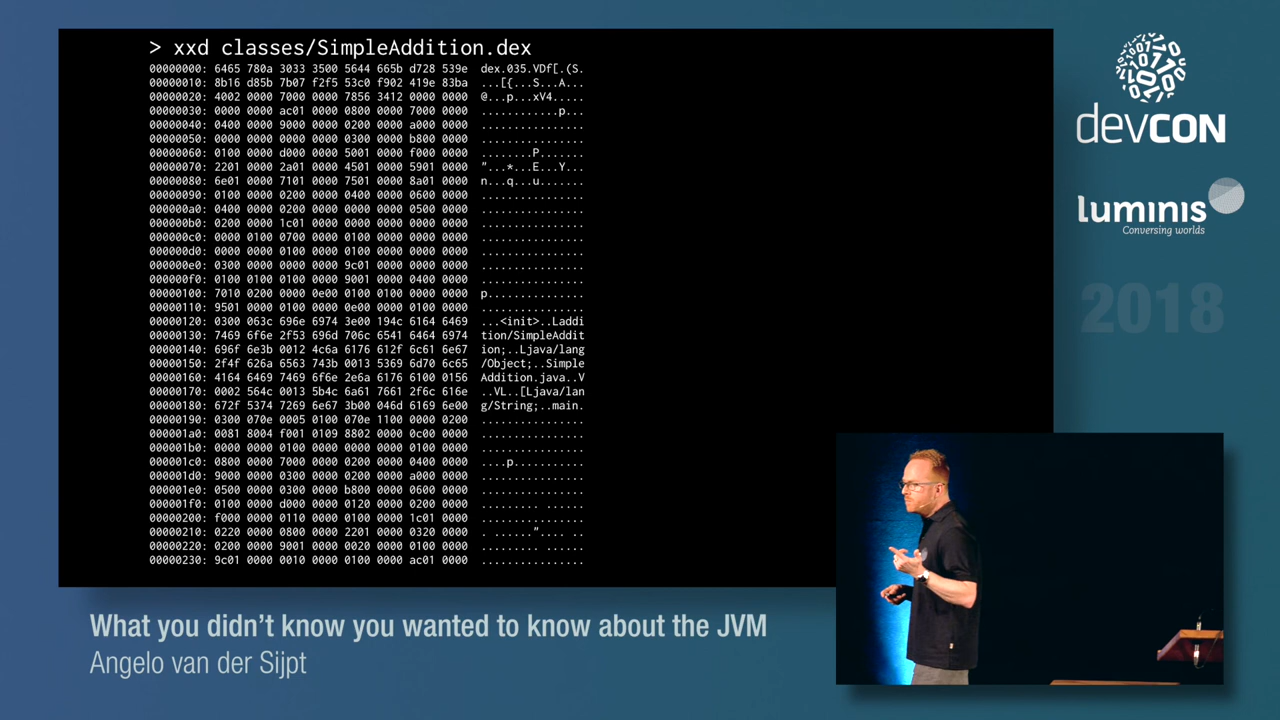 > xxd classes/SimpleAddition.dex
00000000: 6465 780a 3033 3500 5644 665b d728 539e dex.035.VDf[.(S.
00000010: 8b16 d85b 7b07 f2f5 53c0 f902 419e 83ba ...[{...S...A...
00000020: 4002 0000 7000 0000 7856 3412 0000 0000 @...p...xV4.....
00000030: 0000 0000 ac01 0000 0800 0000 7000 0000 ............p...
00000040: 0400 0000 9000 0000 0200 0000 a000 0000 ................
00000050: 0000 0000 0000 0000 0300 0000 b800 0000 ................
00000060: 0100 0000 d000 0000 5001 0000 f000 0000 ........P.......
00000070: 2201 0000 2a01 0000 4501 0000 5901 0000 "...*...E...Y...
00000080: 6e01 0000 7101 0000 7501 0000 8a01 0000 n...q...u.......
00000090: 0100 0000 0200 0000 0400 0000 0600 0000 ................
000000a0: 0400 0000 0200 0000 0000 0000 0500 0000 ................
000000b0: 0200 0000 1c01 0000 0000 0000 0000 0000 ................
000000c0: 0000 0100 0700 0000 0100 0000 0000 0000 ................
000000d0: 0000 0000 0100 0000 0100 0000 0000 0000 ................
000000e0: 0300 0000 0000 0000 9c01 0000 0000 0000 ................
000000f0: 0100 0100 0100 0000 9001 0000 0400 0000 ................
00000100: 7010 0200 0000 0e00 0100 0100 0000 0000 p...............
00000110: 9501 0000 0100 0000 0e00 0000 0100 0000 ................
00000120: 0300 063c 696e 6974 3e00 194c 6164 6469 ...<init>..Laddi
00000130: 7469 6f6e 2f53 696d 706c 6541 6464 6974 tion/SimpleAddit
00000140: 696f 6e3b 0012 4c6a 6176 612f 6c61 6e67 ion;..Ljava/lang
00000150: 2f4f 626a 6563 743b 0013 5369 6d70 6c65 /Object;..Simple
00000160: 4164 6469 7469 6f6e 2e6a 6176 6100 0156 Addition.java..V
00000170: 0002 564c 0013 5b4c 6a61 7661 2f6c 616e ..VL..[Ljava/lan
00000180: 672f 5374 7269 6e67 3b00 046d 6169 6e00 g/String;..main.
00000190: 0300 070e 0005 0100 070e 1100 0000 0200 ................
000001a0: 0081 8004 f001 0109 8802 0000 0c00 0000 ................
000001b0: 0000 0000 0100 0000 0000 0000 0100 0000 ................
000001c0: 0800 0000 7000 0000 0200 0000 0400 0000 ....p...........
000001d0: 9000 0000 0300 0000 0200 0000 a000 0000 ................
000001e0: 0500 0000 0300 0000 b800 0000 0600 0000 ................
000001f0: 0100 0000 d000 0000 0120 0000 0200 0000 ......... ......
00000200: f000 0000 0110 0000 0100 0000 1c01 0000 ................
00000210: 0220 0000 0800 0000 2201 0000 0320 0000 . ......".... ..
00000220: 0200 0000 9001 0000 0020 0000 0100 0000 ......... ......
00000230: 9c01 0000 0010 0000 0100 0000 ac01 0000 ................
devCON
luminis
Conversing worlds
2018
What you didn't know you wanted to know about the JVM
Angelo van der Sijpt